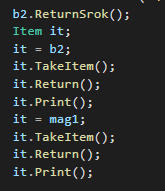 b2.ReturnSrok();
Item it;
it = b2;
it.TakeItem();
it.Return();
it.Print();
it = mag1;
it.TakeItem();
it.Return();
it.Print();